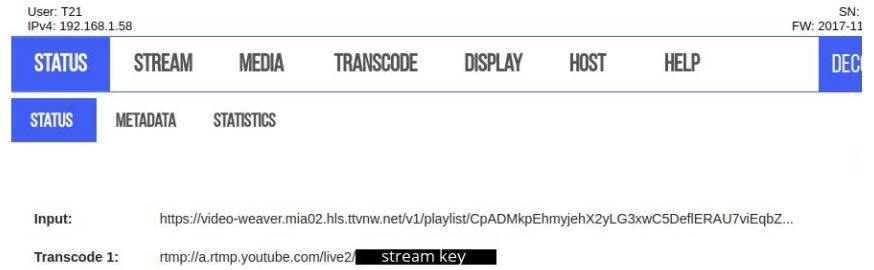 User: T21
SN:
IPv4: 192.168.1.58
FW: 2017-11
STATUS STREAM MEDIA TRANSCODE DISPLAY HOST HELP
STATUS METADATA STATISTICS
Input: https://video-weaver.mia02.hls.ttvnw.net/v1/playlist/CpADMkpEhmyjehX2yLG3xwC5DeflERAU7viEqbZ...
Transcode 1: rtmp://a.rtmp.youtube.com/live2/ stream key